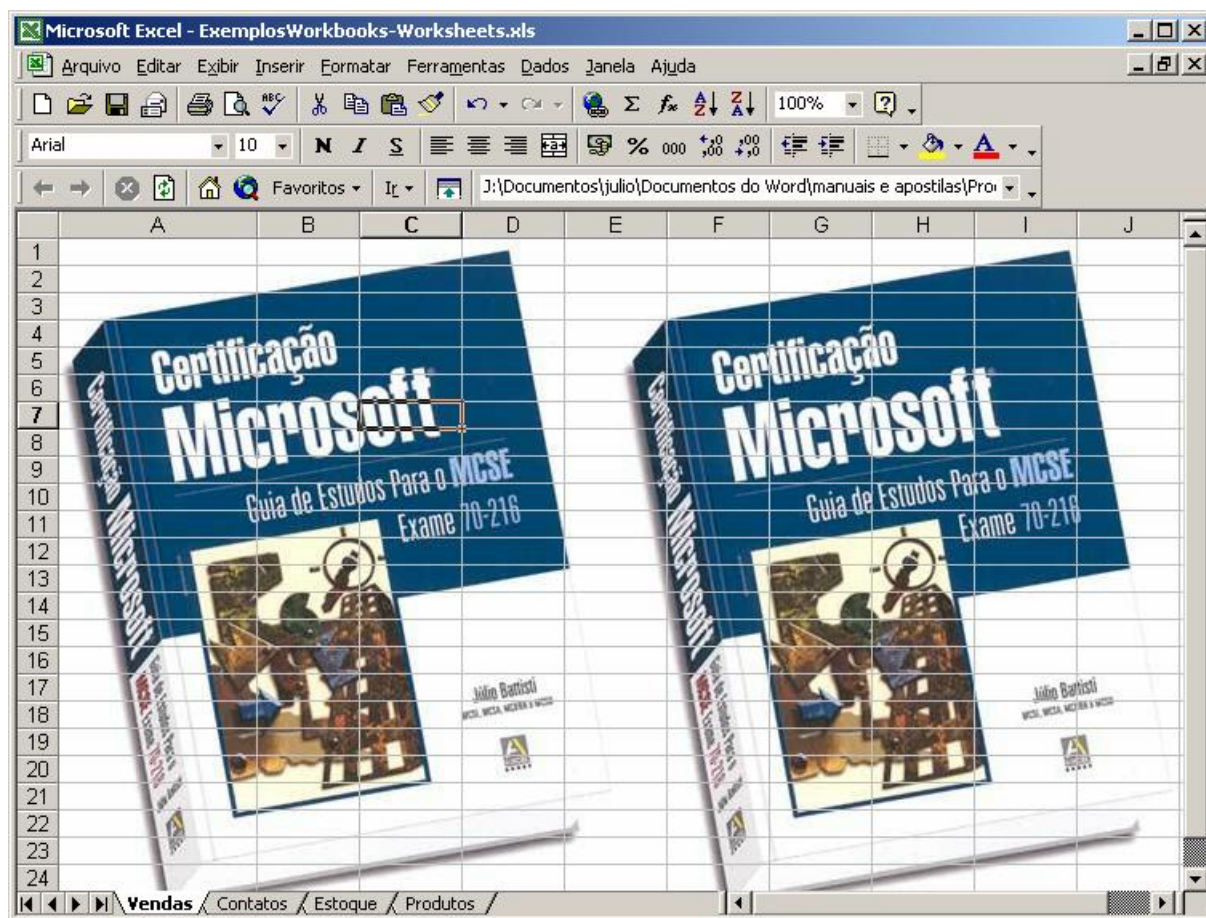 Microsoft Excel - ExemplosWorkbooks-Worksheets.xls
Arquivo Editar Exibir Inserir Formatar Ferramentas Dados Janela Ajuda
100%
Arial 10 N I S % 000
Favoritos Ir J:\Documentos\julio\Documentos do Word\manuais e apostilas\Pro
A B C D E F G H I J
1
2
3
4
5
6
7
8
9
10
11
12
13
14
15
16
17
18
19
20
21
22
23
24
Certificação
Microsoft
Guia de Estudos Para o MCSE
Exame 70-216
Júlio Battisti
Certificação Microsoft
Certificação
Microsoft
Guia de Estudos Para o MCSE
Exame 70-216
Júlio Battisti
Certificação Microsoft
Vendas Contatos Estoque Produtos